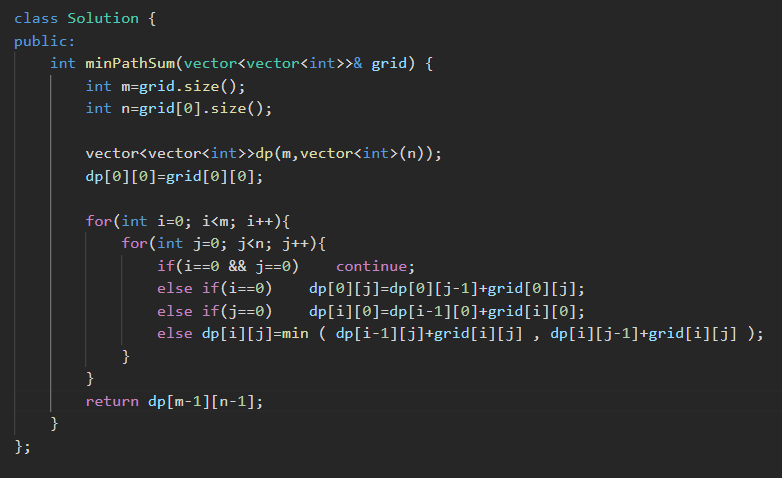 class Solution {
public:
    int minPathSum(vector<vector<int>>& grid) {
        int m=grid.size();
        int n=grid[0].size();

        vector<vector<int>>dp(m,vector<int>(n));
        dp[0][0]=grid[0][0];

        for(int i=0; i<m; i++){
            for(int j=0; j<n; j++){
                if(i==0 && j==0)    continue;
                else if(i==0)    dp[0][j]=dp[0][j-1]+grid[0][j];
                else if(j==0)    dp[i][0]=dp[i-1][0]+grid[i][0];
                else dp[i][j]=min ( dp[i-1][j]+grid[i][j] , dp[i][j-1]+grid[i][j] );
            }
        }
        return dp[m-1][n-1];
    }
};